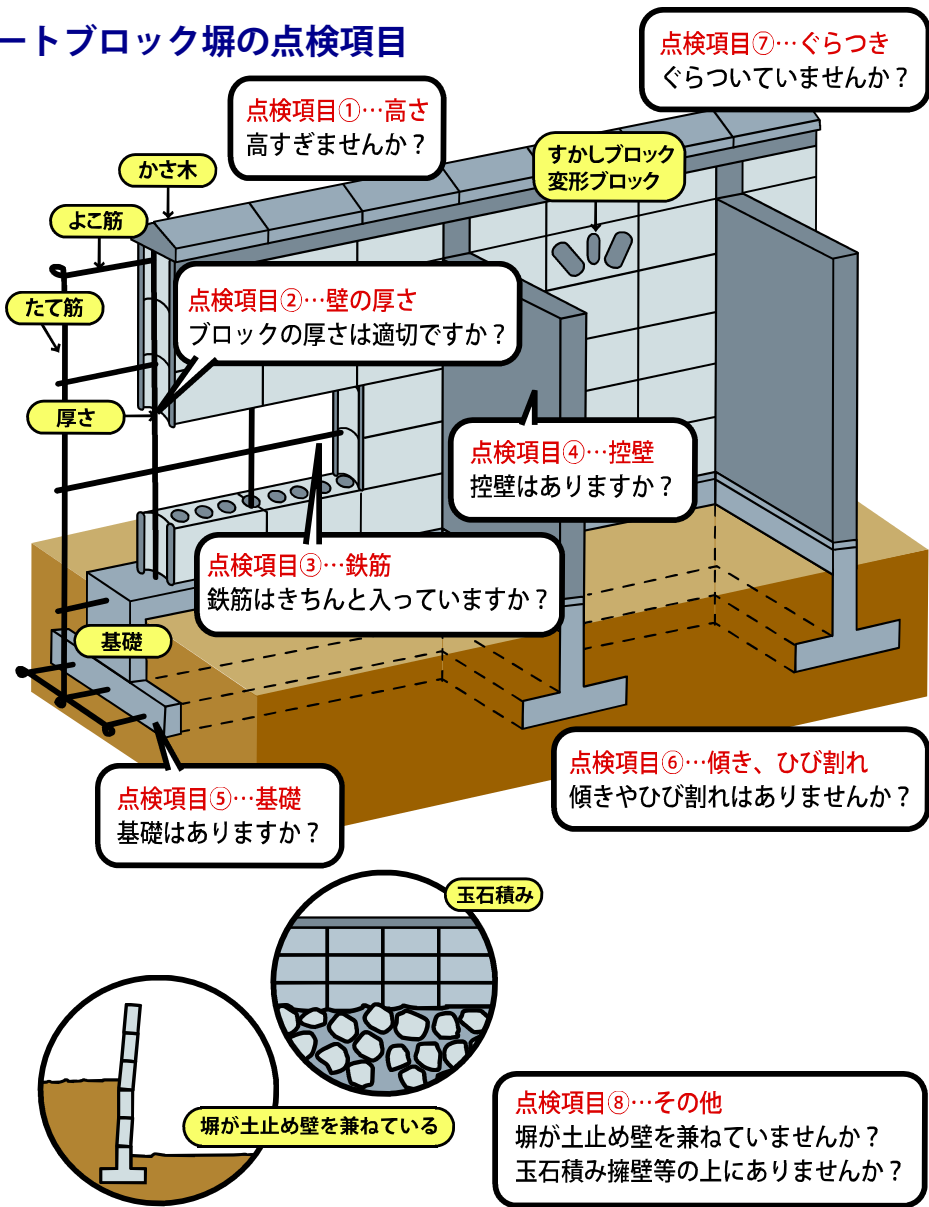 ートブロック塀の点検項目
点検項目⑦…ぐらつき
ぐらついていませんか？
点検項目①…高さ
高すぎませんか？
すかしブロック
変形ブロック
かさ木
よこ筋
たて筋
点検項目②…壁の厚さ
ブロックの厚さは適切ですか？
厚さ
点検項目④…控壁
控壁はありますか？
点検項目③…鉄筋
鉄筋はきちんと入っていますか？
基礎
点検項目⑥…傾き、ひび割れ
傾きやひび割れはありませんか？
点検項目⑤…基礎
基礎はありますか？
玉石積み
塀が土止め壁を兼ねている
点検項目⑧…その他
塀が土止め壁を兼ねていませんか？
玉石積み擁壁等の上にありませんか？